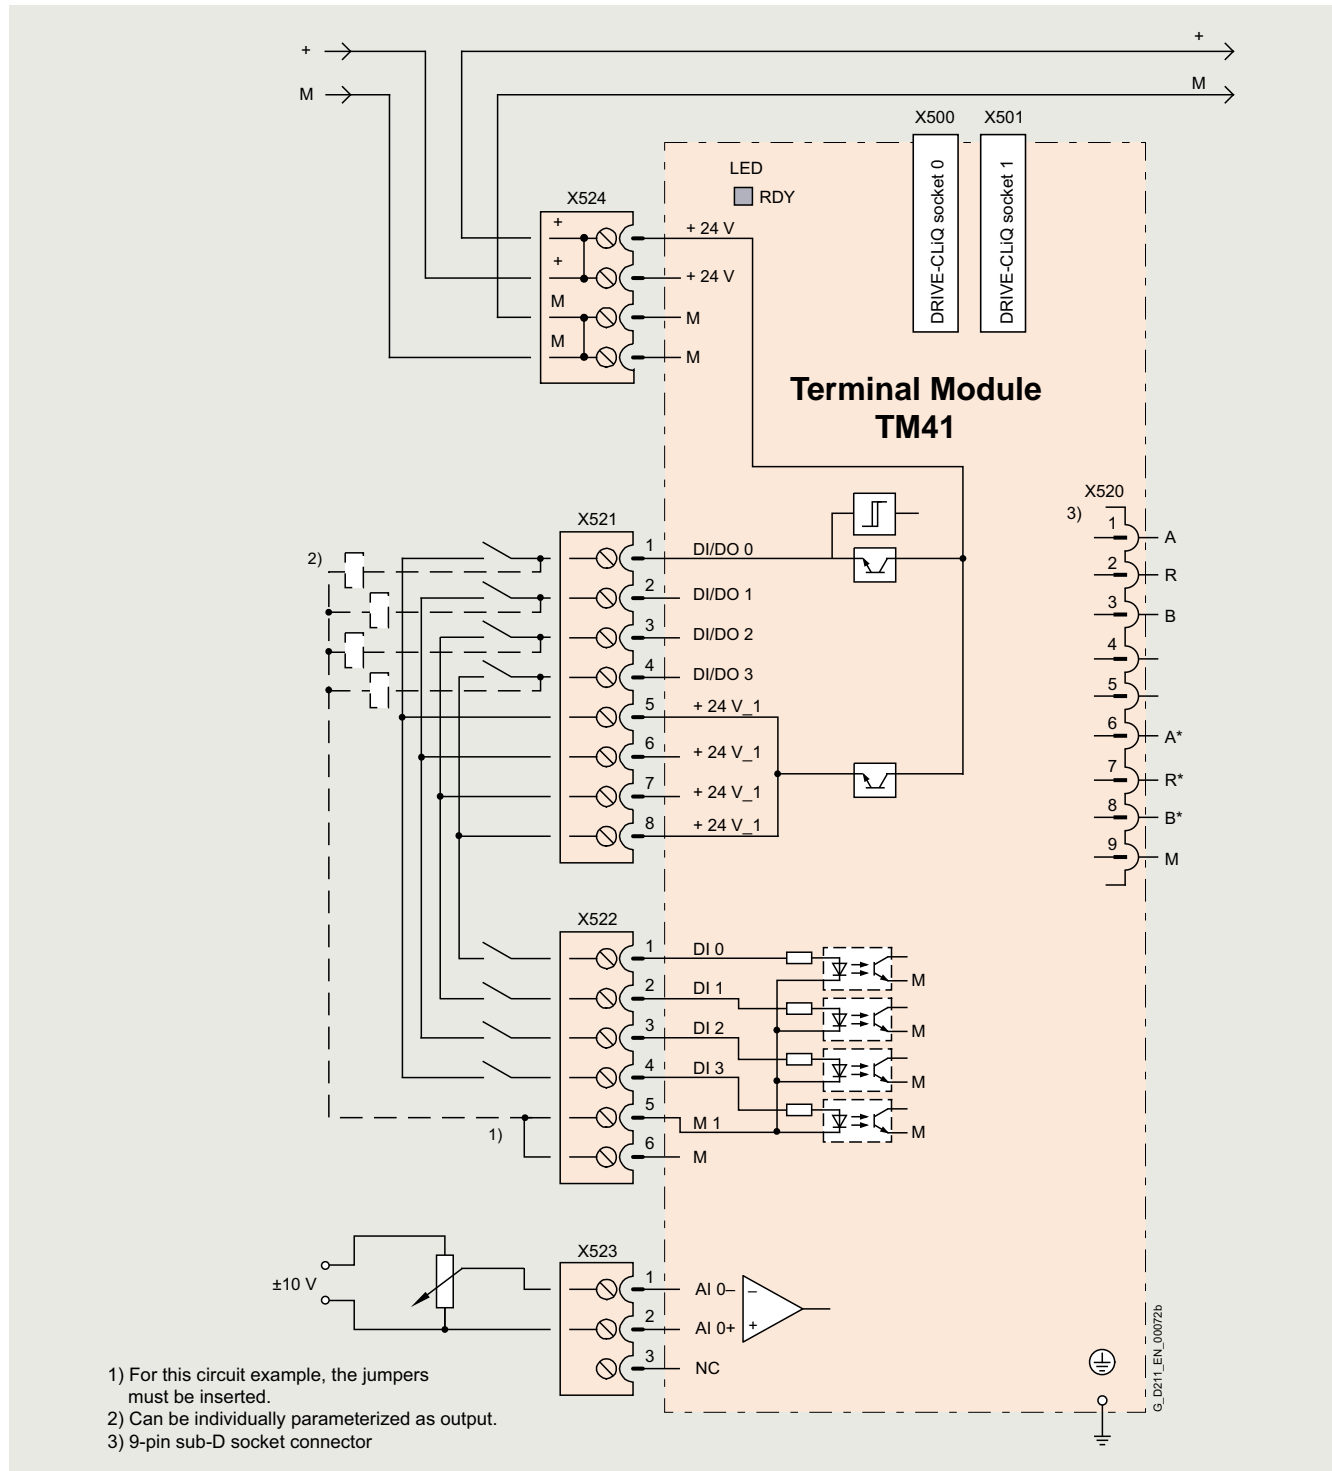 +
+
M
M
X500
X501
DRIVE-CLiQ socket 0
DRIVE-CLiQ socket 1
LED
RDY
X524
+
+ 24 V
+
+ 24 V
M
M
M
M
Terminal Module
TM41
X520
3)
1
A
2
R
3
B
4
5
6
A*
7
R*
8
B*
9
M
X521
2)
1
DI/DO 0
2
DI/DO 1
3
DI/DO 2
4
DI/DO 3
5
+ 24 V_1
6
+ 24 V_1
7
+ 24 V_1
8
+ 24 V_1
X522
1
DI 0
M
2
DI 1
M
3
DI 2
M
4
DI 3
M
5
M 1
1)
6
M
X523
±10 V
1
AI 0–
–
2
AI 0+
+
3
NC
G_D211_EN_00072b
1) For this circuit example, the jumpers
must be inserted.
2) Can be individually parameterized as output.
3) 9-pin sub-D socket connector